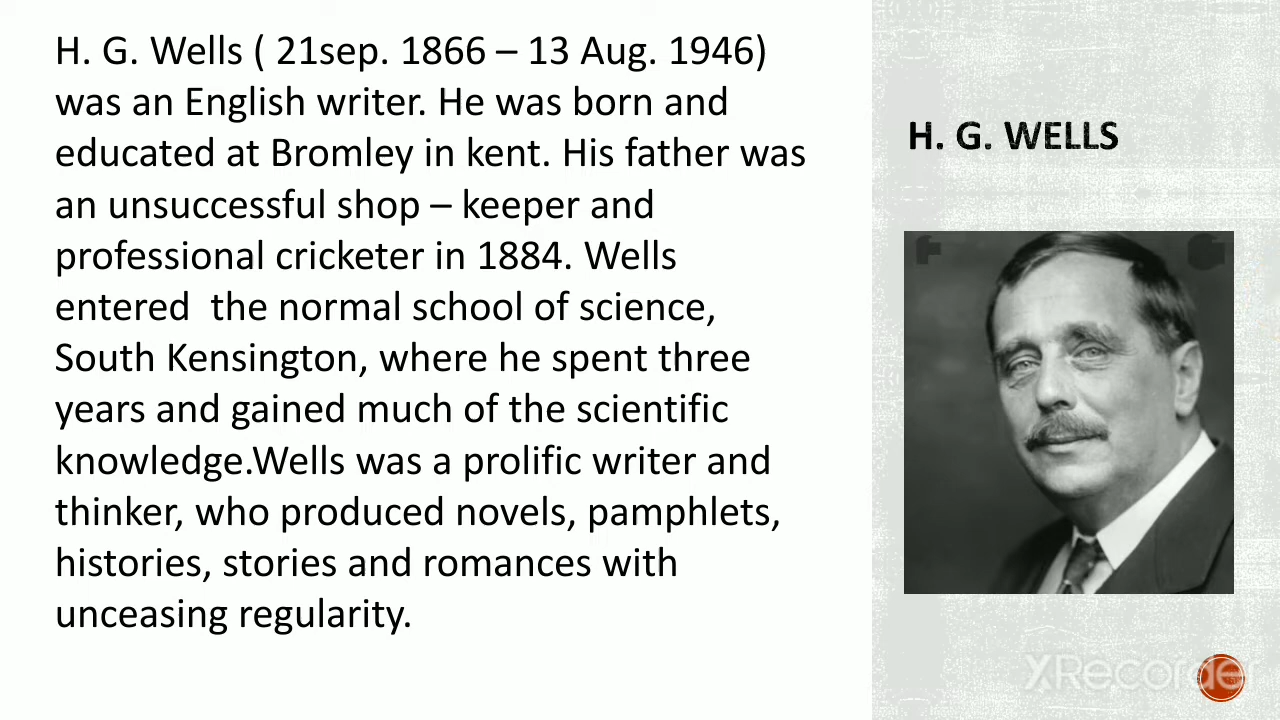 H. G. Wells ( 21sep. 1866 – 13 Aug. 1946)
was an English writer. He was born and
educated at Bromley in kent. His father was
an unsuccessful shop – keeper and
professional cricketer in 1884. Wells
entered  the normal school of science,
South Kensington, where he spent three
years and gained much of the scientific
knowledge.Wells was a prolific writer and
thinker, who produced novels, pamphlets,
histories, stories and romances with
unceasing regularity.
H. G. WELLS
XRecorder